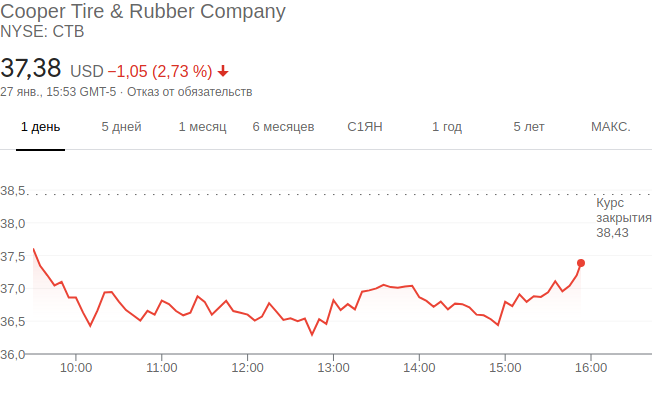 Cooper Tire & Rubber Company
NYSE: CTB
37,38 USD −1,05 (2,73 %)
27 янв., 15:53 GMT-5 · Отказ от обязательств
1 день 5 дней 1 месяц 6 месяцев С1ЯН 1 год 5 лет МАКС.
38,5
Курс
закрытия
38,43
38,0
37,5
37,0
36,5
36,0
10:00 11:00 12:00 13:00 14:00 15:00 16:00